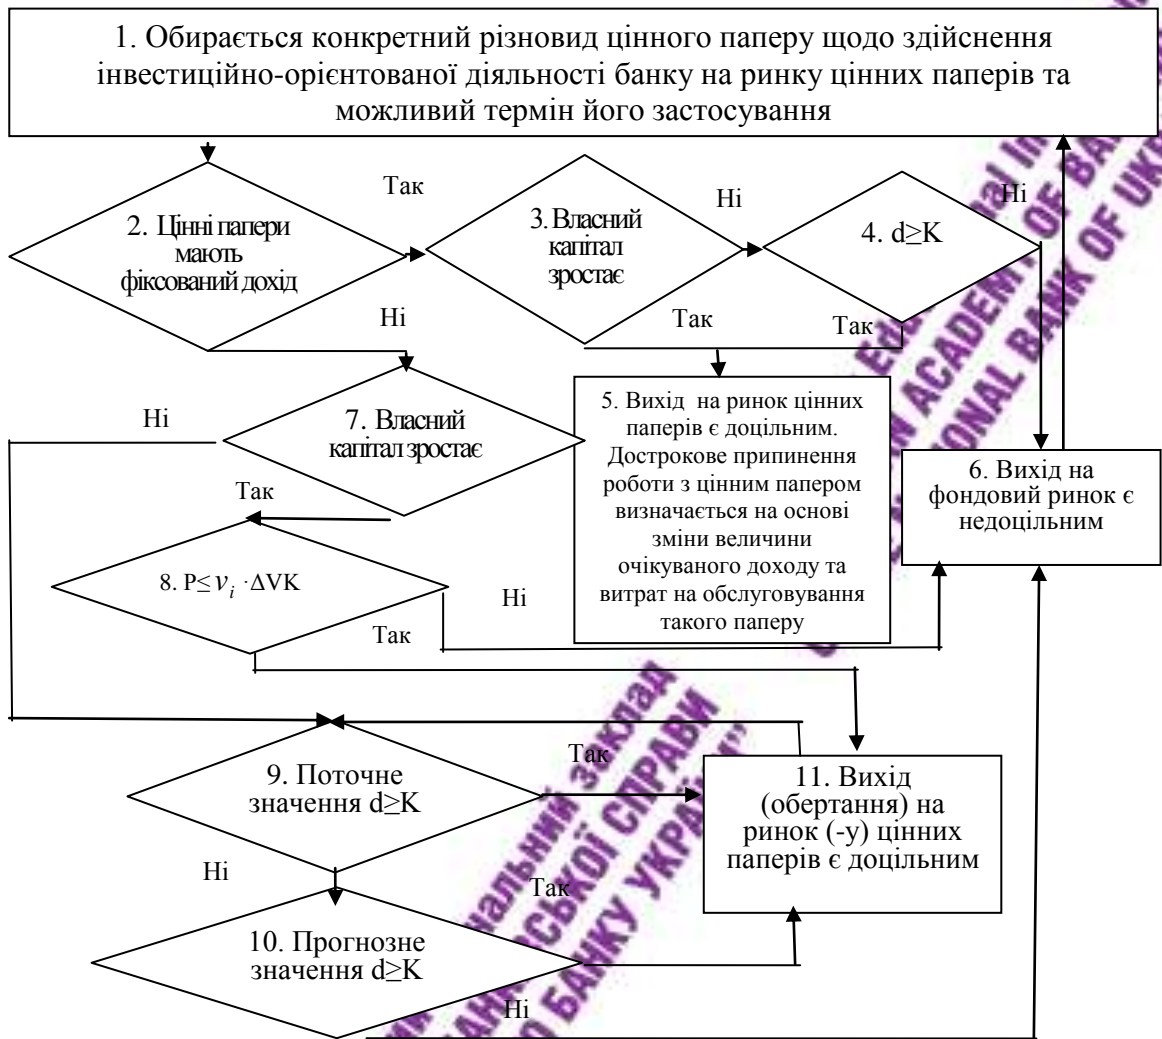 1. Обирається конкретний різновид цінного паперу щодо здійснення
інвестиційно-орієнтованої діяльності банку на ринку цінних паперів та
можливий термін його застосування
Так
Ні
Ні
2. Цінні папери
мають
фіксований дохід
3. Власний
капітал
зростає
4. d≥K
Ні
Так
Так
Ні
7. Власний
капітал зростає
5. Вихід на ринок цінних
паперів є доцільним.
Дострокове припинення
роботи з цінним папером
визначається на основі
зміни величини
очікуваного доходу та
витрат на обслуговування
такого паперу
6. Вихід на
фондовий ринок є
недоцільним
Так
8. P≤ v_i ·ΔVK
Ні
Так
9. Поточне
значення d≥K
Так
11. Вихід
(обертання) на
ринок (-у) цінних
паперів є доцільним
Ні
Так
10. Прогнозне
значення d≥K
Ні